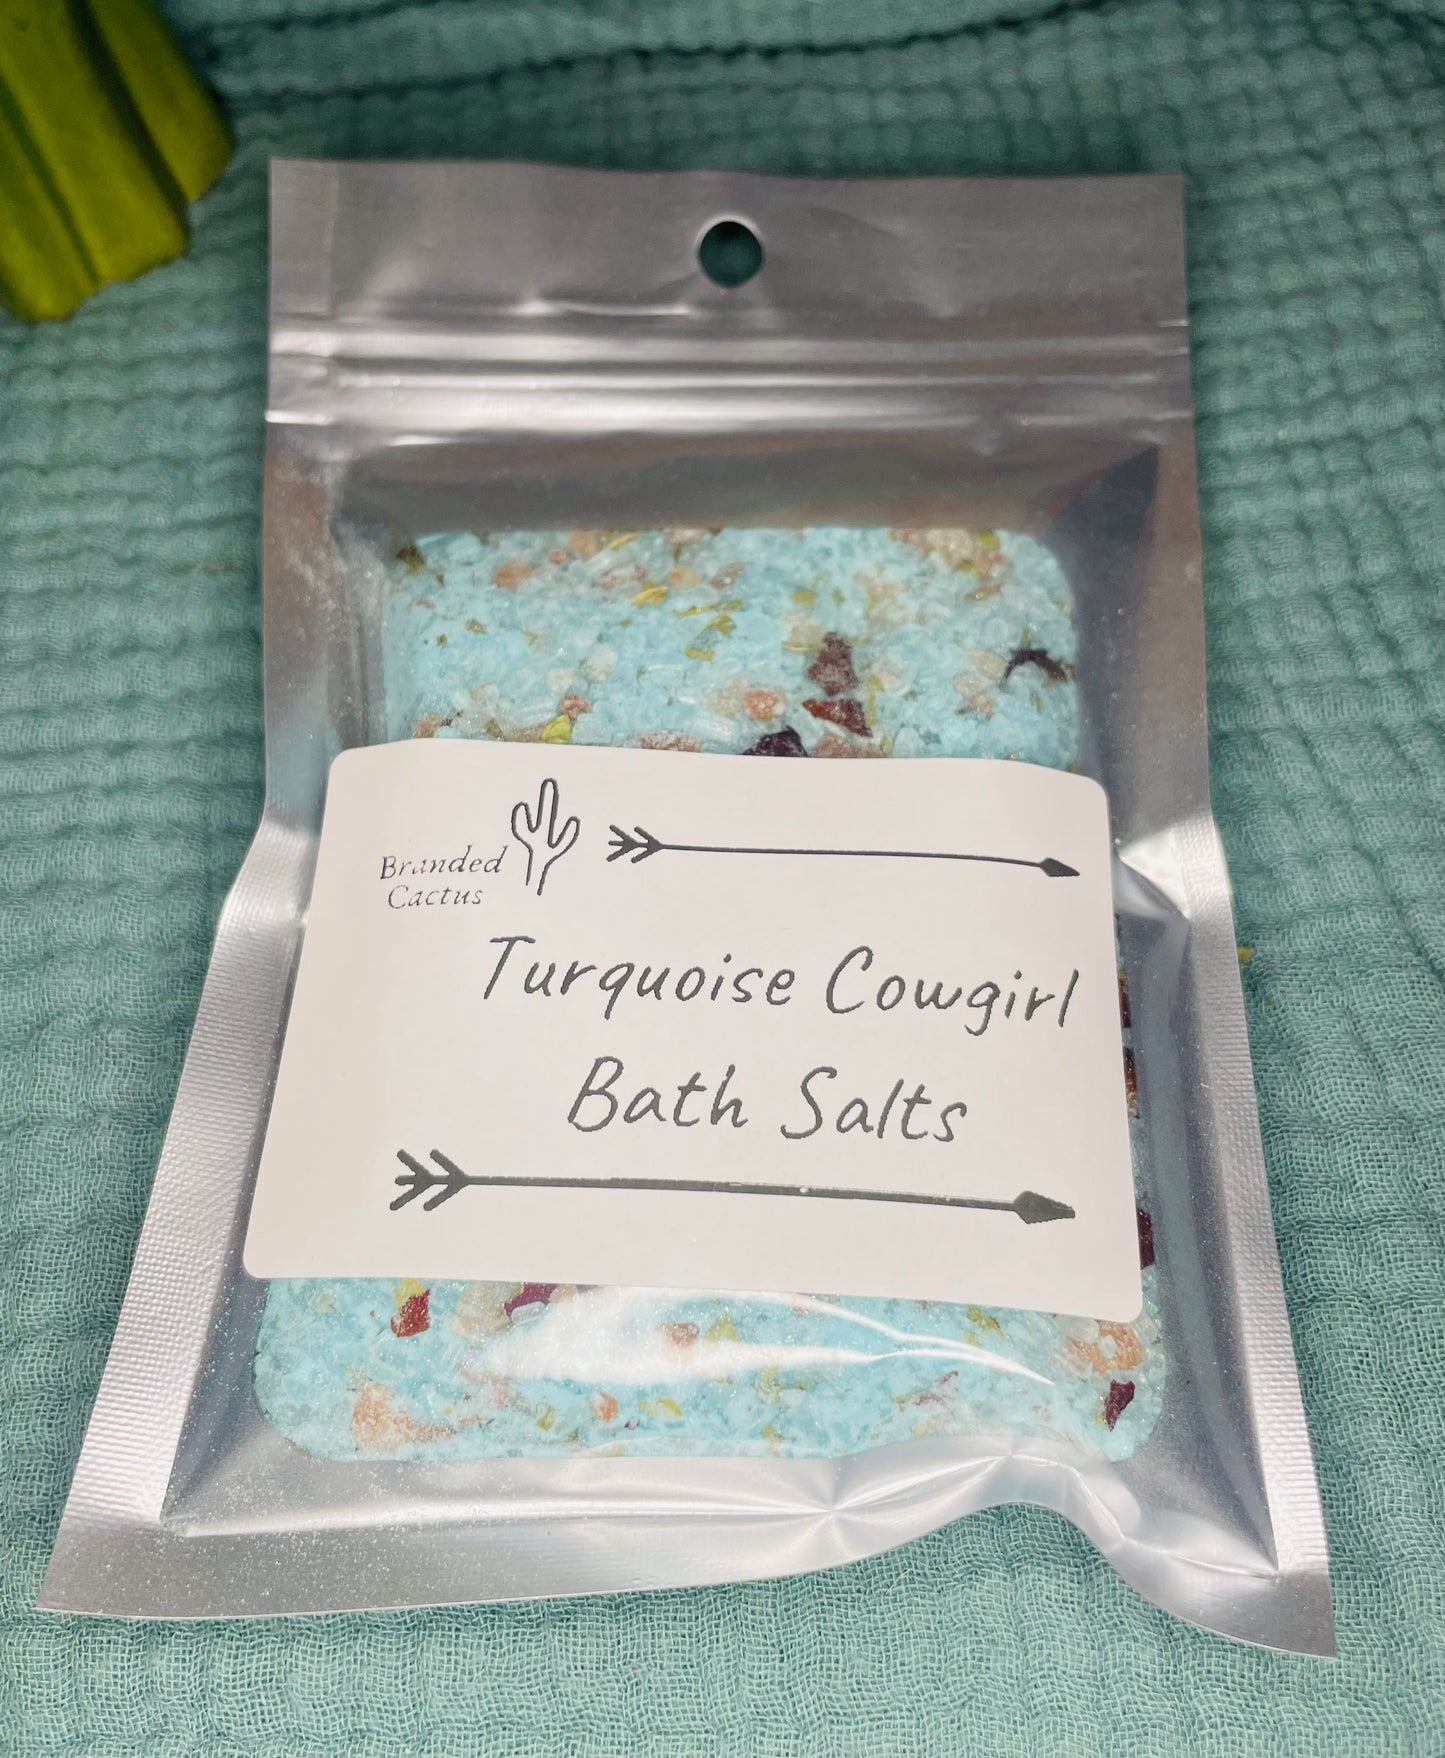 Branded
Cactus
Turquoise Cowgirl
Bath Salts